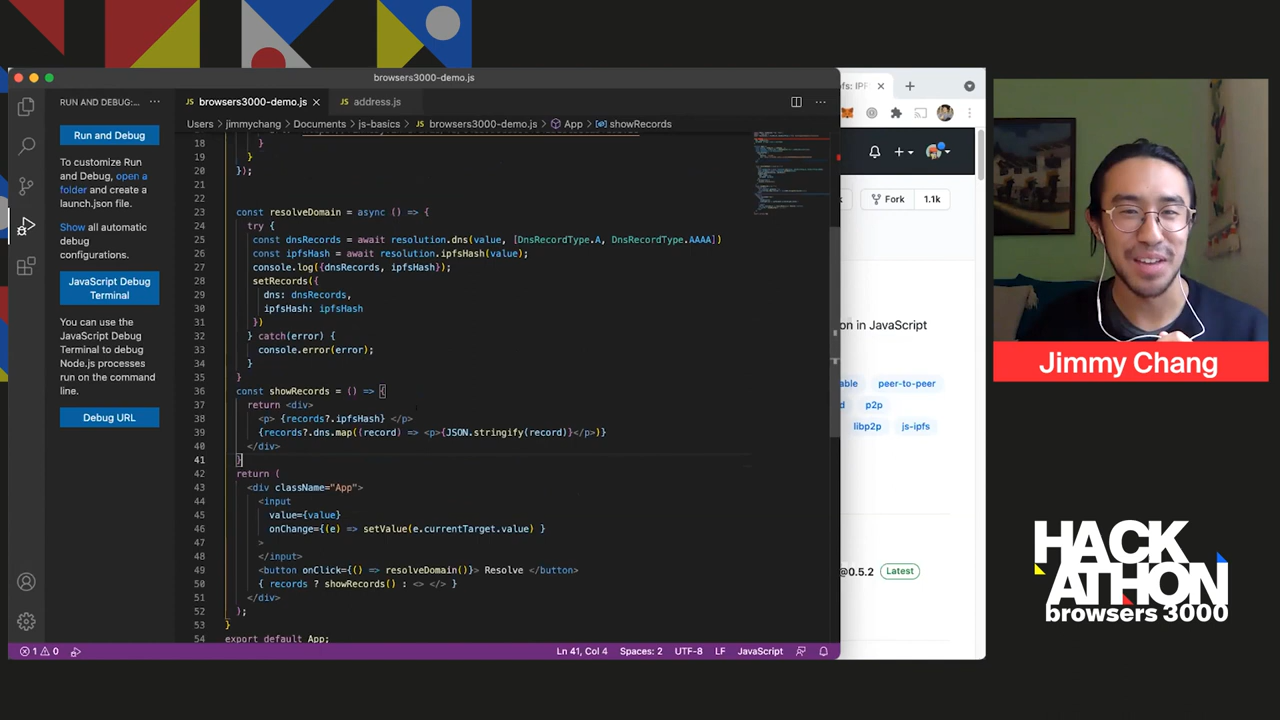 browsers3000-demo.js
RUN AND DEBUG:... ···
JS browsers3000-demo.js ×
JS address.js
···
Users > jimmychang > Documents > js-basics > JS browsers3000-demo.js > App > showRecords
Run and Debug
To customize Run
and Debug, open a
folder and create a
launch.json file.
Show all automatic
debug
configurations.
JavaScript Debug
Terminal
You can use the
JavaScript Debug
Terminal to debug
Node.js processes
run on the command
line.
Debug URL
18 }
19 }
20 });
21
22
23 const resolveDomain = async () => {
24 try {
25 const dnsRecords = await resolution.dns(value, [DnsRecordType.A, DnsRecordType.AAAA])
26 const ipfsHash = await resolution.ipfsHash(value);
27 console.log({dnsRecords, ipfsHash});
28 setRecords({
29 dns: dnsRecords,
30 ipfsHash: ipfsHash
31 })
32 } catch(error) {
33 console.error(error);
34 }
35 }
36 const showRecords = () => {
37 return <div>
38 <p> {records?.ipfsHash} </p>
39 {records?.dns.map((record) => <p>{JSON.stringify(record)}</p>)}
40 </div>
41 }
42 return (
43 <div className="App">
44 <input
45 value={value}
46 onChange={(e) => setValue(e.currentTarget.value) }
47 >
48 </input>
49 <button onClick={() => resolveDomain()}> Resolve </button>
50 { records ? showRecords() : <> </> }
51 </div>
52 );
53 }
54 export default App;
1 0
Ln 41, Col 4
Spaces: 2
UTF-8
LF
JavaScript
ofs: IPF ×
Fork 1.1k
on in JavaScript
able peer-to-peer
d p2p
libp2p js-ipfs
@0.5.2 Latest
Jimmy Chang
HACK
ATHON
browsers 3000